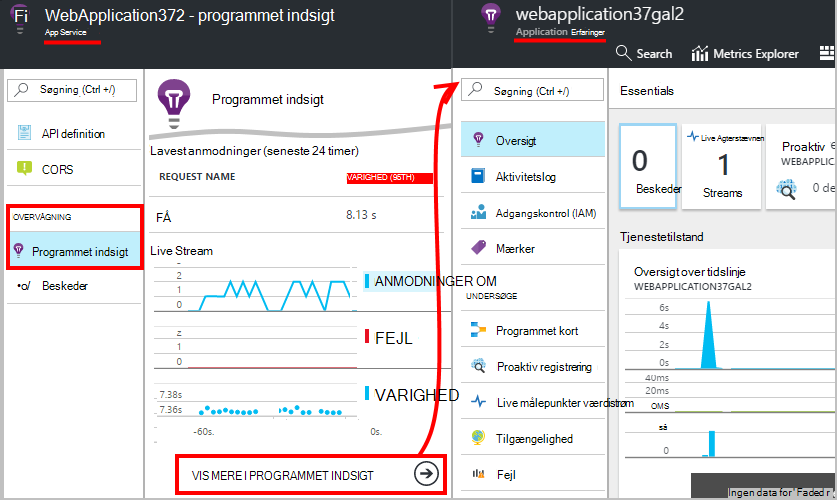 Fi WebApplication372 - programmet indsigt
App Service
Søgning (Ctrl +/)
API definition
CORS
OVERVÅGNING
Programmet indsigt
Beskeder
Programmet indsigt
Lavest anmodninger (seneste 24 timer)
REQUEST NAME VARIGHED (95TH)
FÅ 8.13 s
Live Stream
2
1
0
ANMODNINGER OM
2
1
0
FEJL
7.38s
7.36s
VARIGHED
-60s. 0s.
VIS MERE I PROGRAMMET INDSIGT
webapplication37gal2
Application Erfaringer
Search Metrics Explorer
Søgning (Ctrl +/)
Oversigt
Aktivitetslog
Adgangskontrol (IAM)
Mærker
UNDERSØGE
Programmet kort
Proaktiv registrering
Live målepunkter værdistrøm
Tilgængelighed
Fejl
Essentials
0
Beskeder
Live Agterstævnen
1
Streams
Proaktiv
WEBAPPLIC
0 de
Tjenestetilstand
Oversigt over tidslinje
WEBAPPLICATION37GAL2
6s
4s
2s
0s
40ms
20ms
OMS
så
0
Ingen data for 'Faded r